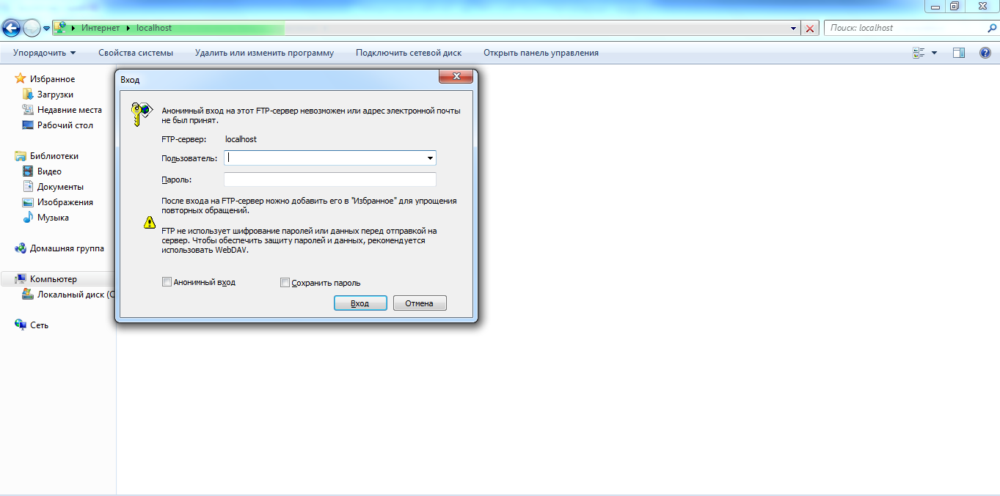 Интернет localhost
Поиск: localhost
Упорядочить Свойства системы Удалить или изменить программу Подключить сетевой диск Открыть панель управления
Избранное
Загрузки
Недавние места
Рабочий стол
Библиотеки
Видео
Документы
Изображения
Музыка
Домашняя группа
Компьютер
Локальный диск (C
Сеть
Вход
Анонимный вход на этот FTP-сервер невозможен или адрес электронной почты
не был принят.
FTP-сервер: localhost
Пользователь:
Пароль:
После входа на FTP-сервер можно добавить его в "Избранное" для упрощения
повторных обращений.
FTP не использует шифрование паролей или данных перед отправкой на
сервер. Чтобы обеспечить защиту паролей и данных, рекомендуется
использовать WebDAV.
Анонимный вход Сохранить пароль
Вход Отмена